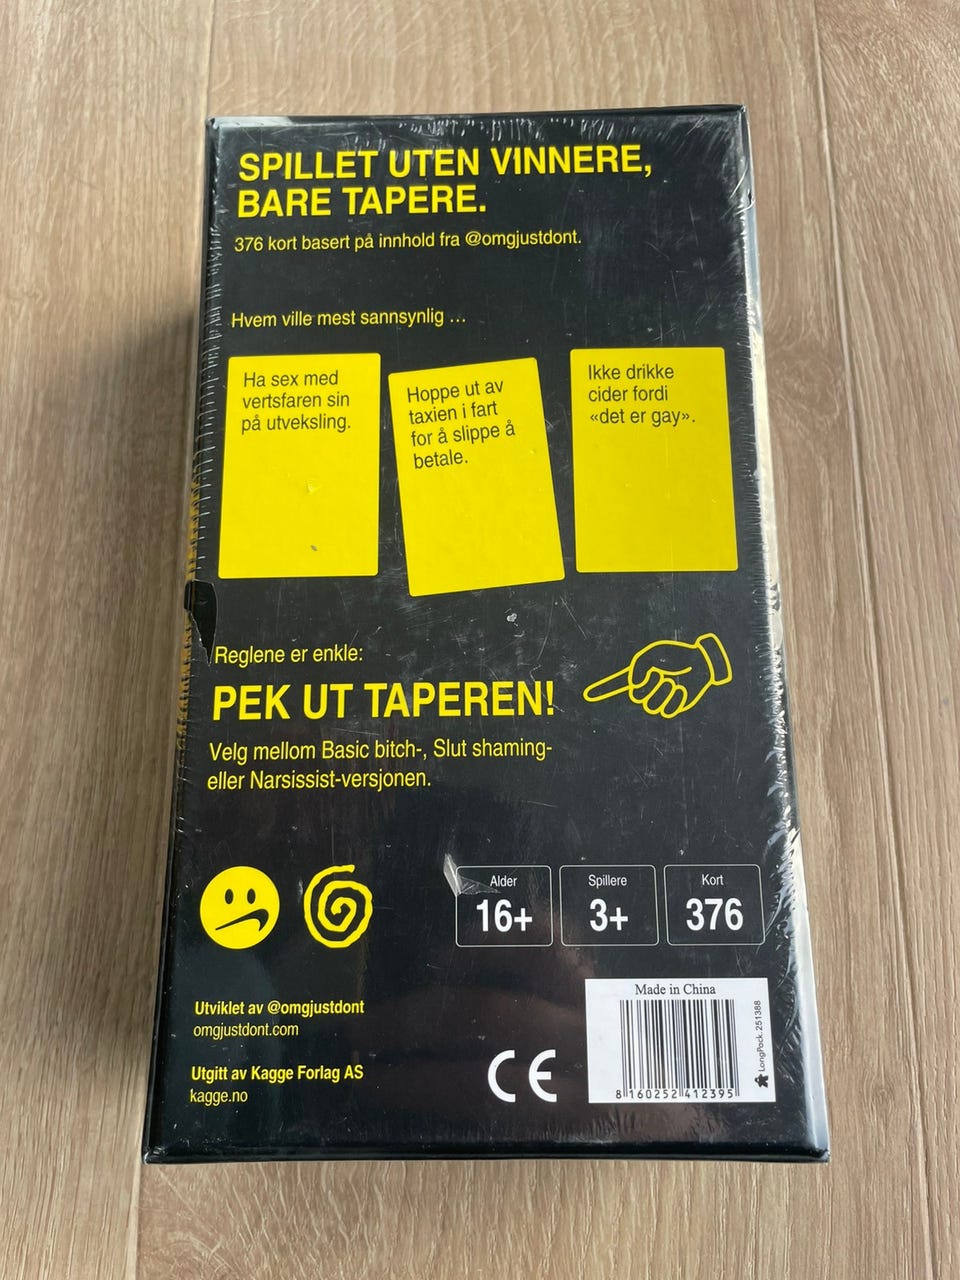 SPILLET UTEN VINNERE,
BARE TAPERE.
376 kort basert på innhold fra @omgjustdont.
Hvem ville mest sannsynlig ...
Ha sex med
vertsfaren sin
på utveksling.
Hoppe ut av
taxien i fart
for å slippe å
betale.
Ikke drikke
cider fordi
«det er gay».
Reglene er enkle:
PEK UT TAPEREN!
Velg mellom Basic bitch-, Slut shaming-
eller Narsissist-versjonen.
Alder
16+
Spillere
3+
Kort
376
Utviklet av @omgjustdont
omgjustdont.com
Utgitt av Kagge Forlag AS
kagge.no
CE
Made in China
8 160252 412395
LongPack. 251388